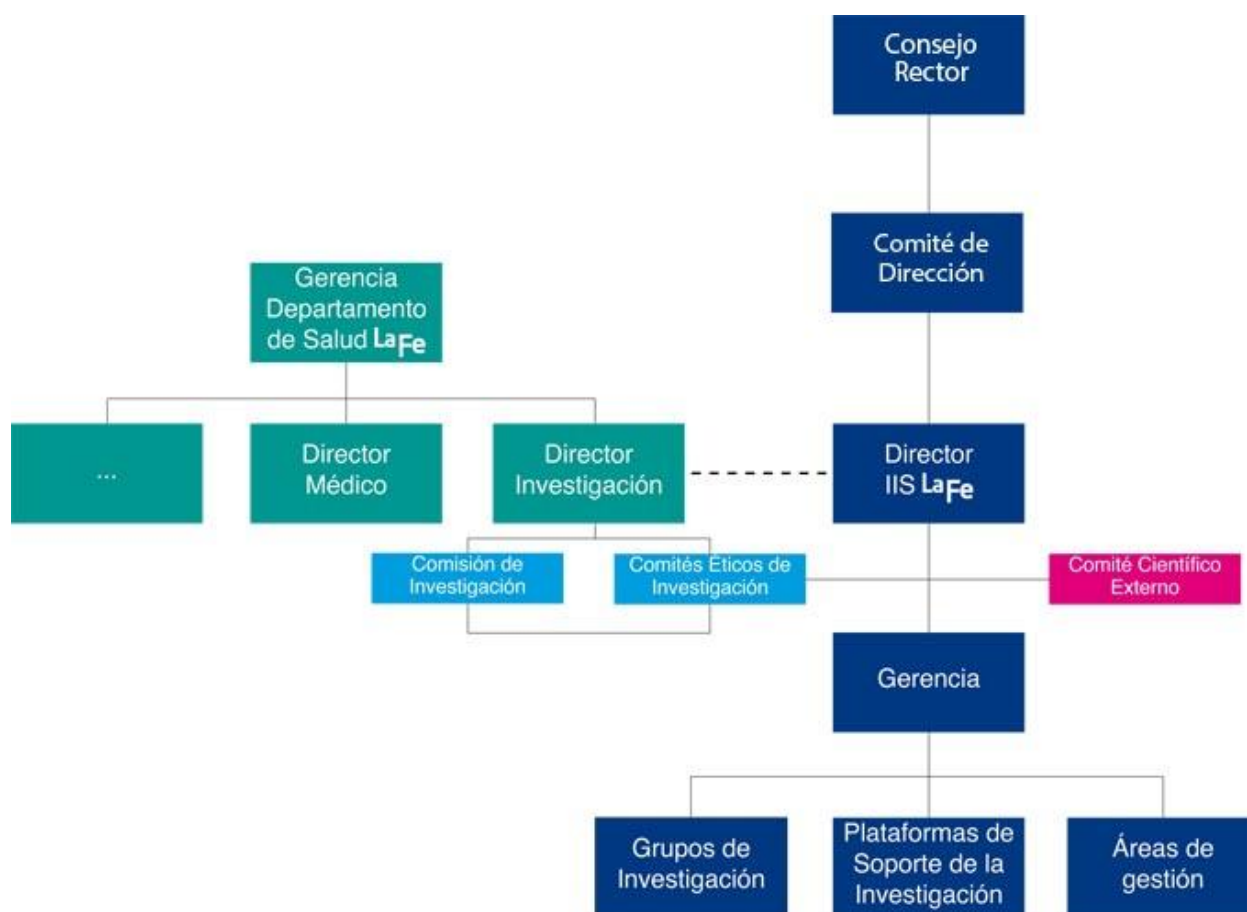 Consejo
Rector
Comité de
Dirección
Gerencia
Departamento
de Salud LaFe
...
Director
Médico
Director
Investigación
Director
IIS LaFe
Comisión de
Investigación
Comités Éticos de
Investigación
Comité Científico
Externo
Gerencia
Grupos de
Investigación
Plataformas de
Soporte de la
Investigación
Áreas de
gestión